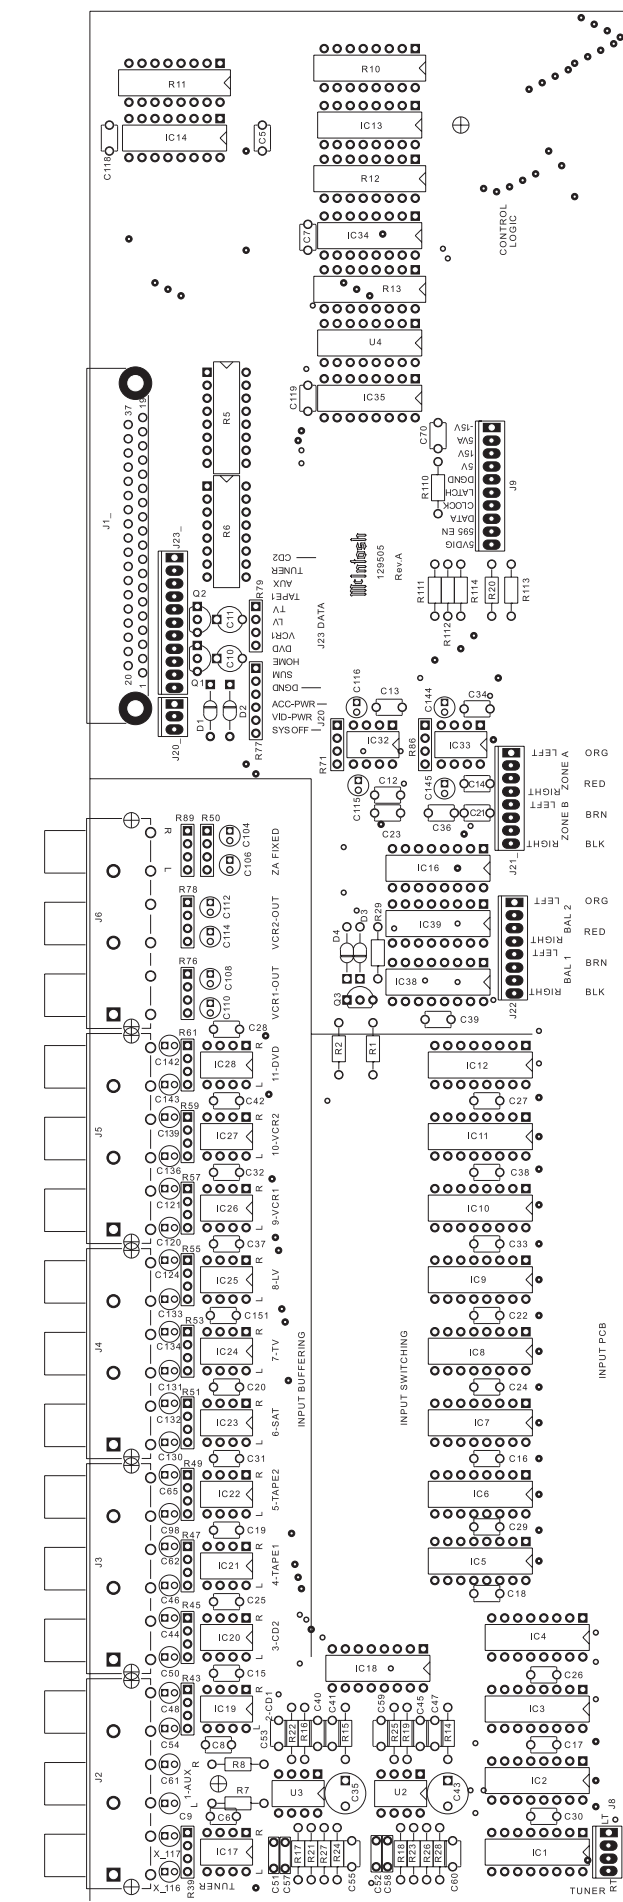 R11
R10
IC14
C118
C5
IC13
R12
C7
IC34
CONTROL
LOGIC
R13
U4
C119
IC35
R5
R6
37
19
J1_
20
1
C70
R110
-15V
5VA
15V
5V
DGND
LATCH
CLOCK
DATA
595 EN
5VDIG
J9
McIntosh
129505
Rev.A
J23_
Q2
C11
Q1
C10
R79
CD2
TUNER
AUX
TAPE1
TV
LV
VCR1
DVD
HOME
SUM
DGND
J23 DATA
R111
R112
R114
R20
R113
J20_
D1
D2
R77
ACC-PWR
VID-PWR
SYSOFF
J20
C116
C13
R71
IC32
C115
C12
C23
C144
C34
R86
IC33
C145
C14
C36
C21
LEFT
RIGHT
LEFT
RIGHT
ZONE A
ZONE B
J21_
ORG
RED
BRN
BLK
J6
R
L
R89
R50
C104
C106
ZA FIXED
R78
C112
C114
VCR2-OUT
R76
C108
C110
VCR1-OUT
IC16
IC39
IC38
D4
D3
R29
Q3
C39
LEFT
RIGHT
LEFT
RIGHT
BAL 2
BAL 1
J22_
ORG
RED
BRN
BLK
R2
R1
J5
C142
R61
C28
IC28
R
L
11-DVD
C143
C42
C139
R59
IC27
R
L
10-VCR2
C136
C32
C121
R57
IC26
R
L
9-VCR1
C120
C37
J4
C124
R55
IC25
R
L
8-LV
C133
C151
C134
R53
IC24
R
L
7-TV
C131
C20
C132
R51
IC23
R
L
6-SAT
C130
C31
INPUT BUFFERING
INPUT SWITCHING
INPUT PCB
IC12
C27
IC11
C38
IC10
C33
IC9
C22
IC8
C24
IC7
C16
IC6
C29
IC5
C18
J3
C65
R49
IC22
R
L
5-TAPE2
C98
C19
C62
R47
IC21
R
L
4-TAPE1
C46
C25
C44
R45
IC20
R
L
3-CD2
C50
C15
J2
C48
R43
IC19
R
L
2-CD1
C54
C8
C61
R
L
1-AUX
R8
R7
C9
C6
X_117
X_116
R39
IC17
TUNER
IC18
C53
R22
R16
C40
C41
R15
C59
R25
R19
C45
C47
R14
U3
C35
U2
C43
C51
C57
R17
R21
R27
R24
C55
C52
C58
R18
R23
R26
R28
C60
IC4
C26
IC3
C17
IC2
C30
IC1
J8
LT
RT
TUNER